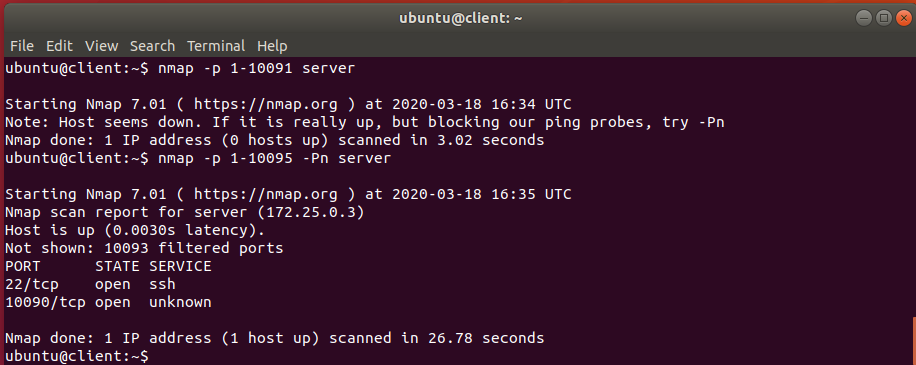 ubuntu@client: ~
File Edit View Search Terminal Help
ubuntu@client:~$ nmap -p 1-10091 server
Starting Nmap 7.01 ( https://nmap.org ) at 2020-03-18 16:34 UTC
Note: Host seems down. If it is really up, but blocking our ping probes, try -Pn
Nmap done: 1 IP address (0 hosts up) scanned in 3.02 seconds
ubuntu@client:~$ nmap -p 1-10095 -Pn server
Starting Nmap 7.01 ( https://nmap.org ) at 2020-03-18 16:35 UTC
Nmap scan report for server (172.25.0.3)
Host is up (0.0030s latency).
Not shown: 10093 filtered ports
PORT      STATE SERVICE
22/tcp    open  ssh
10090/tcp open  unknown
Nmap done: 1 IP address (1 host up) scanned in 26.78 seconds
ubuntu@client:~$